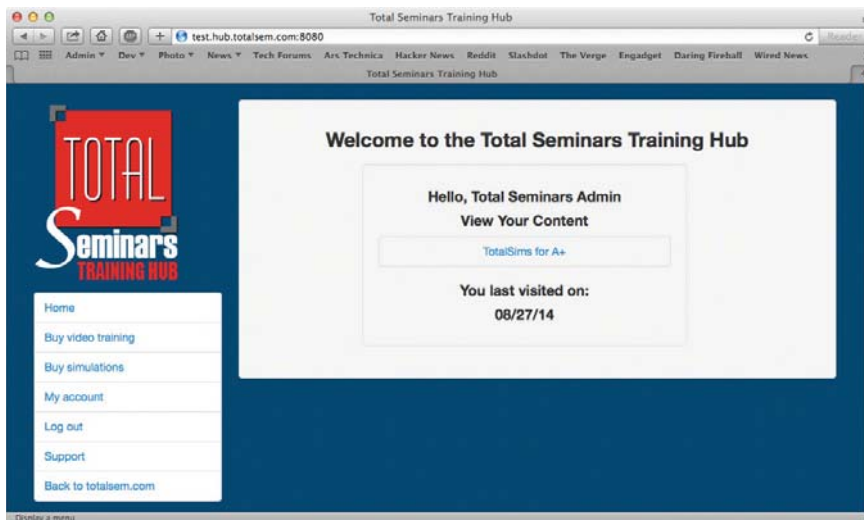 Total Seminars Training Hub
test.hub.totalsem.com:8080
Reader
Admin Dev Photo News Tech Forums Ars Technica Hacker News Reddit Slashdot The Verge Engadget Daring Fireball Wired News
Total Seminars Training Hub
TOTAL
Seminars
TRAINING HUB
Home
Buy video training
Buy simulations
My account
Log out
Support
Back to totalsem.com
Welcome to the Total Seminars Training Hub
Hello, Total Seminars Admin
View Your Content
TotalSims for A+
You last visited on:
08/27/14
Display a menu